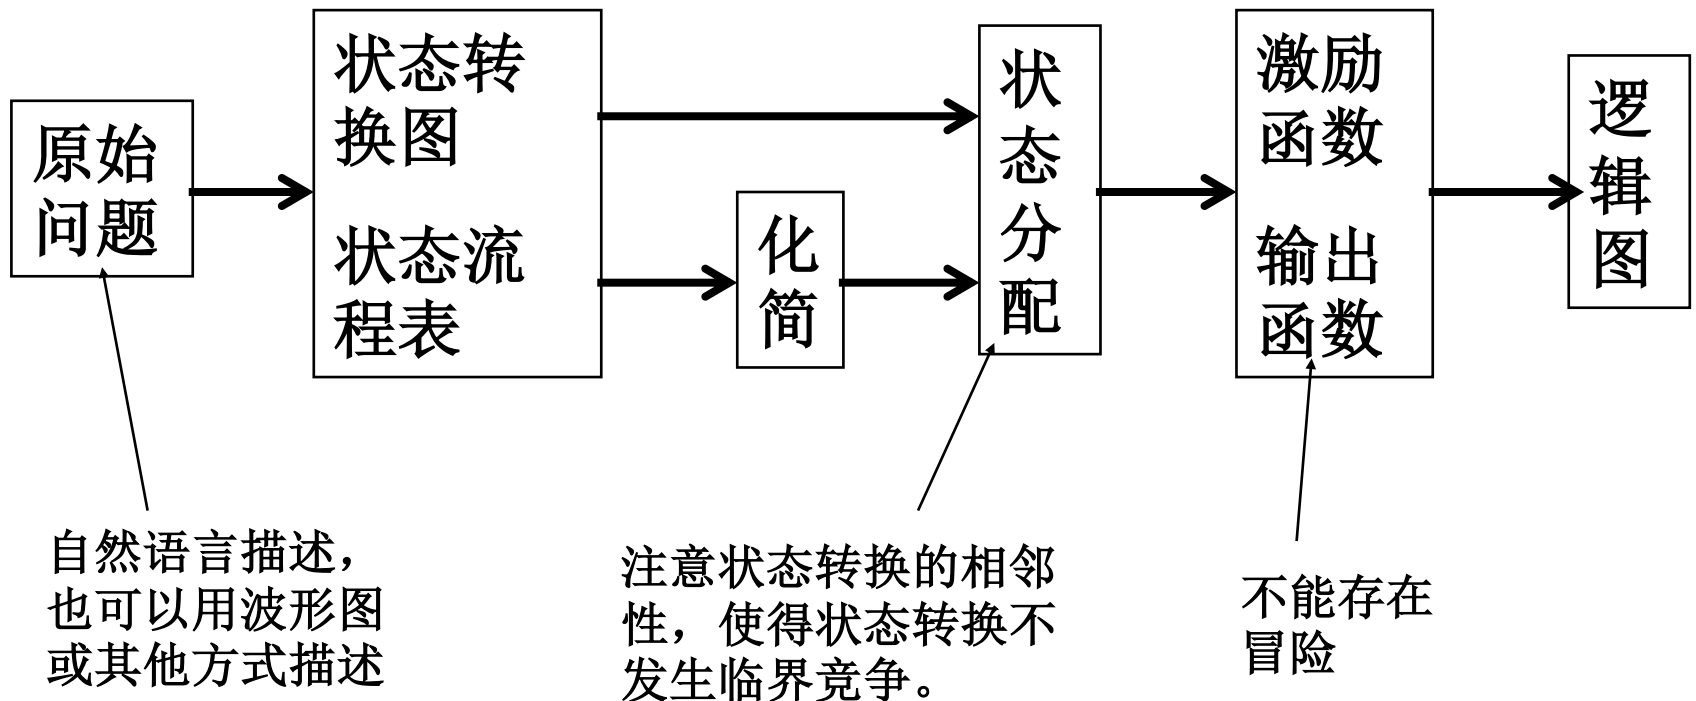 原始
问题
状态转
换图
状态流
程表
化简
状
态
分
配
激励
函数
输出
函数
逻
辑
图
自然语言描述，
也可以用波形图
或其他方式描述
注意状态转换的相邻
性，使得状态转换不
发生临界竞争。
不能存在
冒险